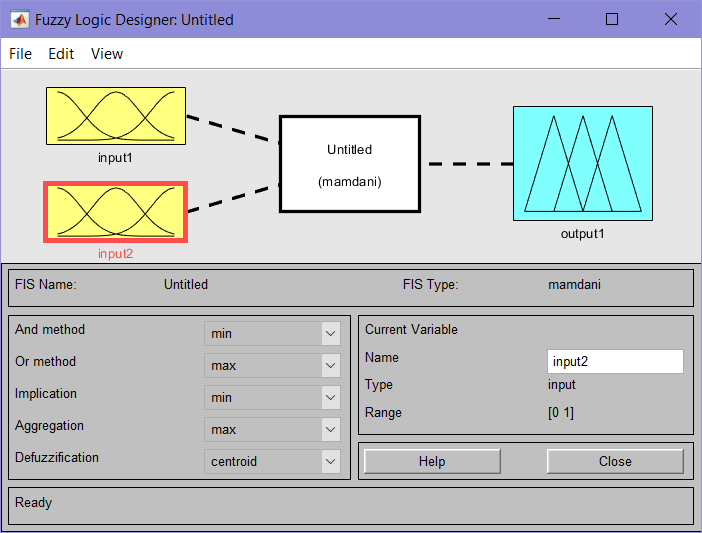 Fuzzy Logic Designer: Untitled
File Edit View
input1
input2
Untitled
(mamdani)
output1
FIS Name: Untitled FIS Type: mamdani
And method min
Or method max
Implication min
Aggregation max
Defuzzification centroid
Current Variable
Name input2
Type input
Range [0 1]
Help Close
Ready